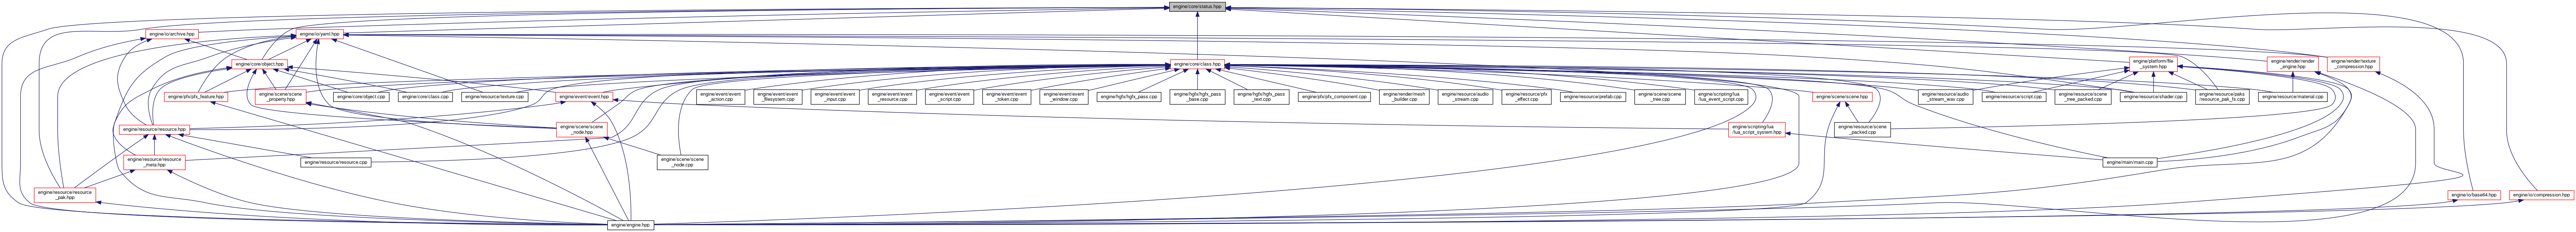 engine/core/status.hpp
engine/io/archive.hpp
engine/io/yaml.hpp
engine/core/object.hpp
engine/core/class.hpp
engine/platform/file
_system.hpp
engine/render/render
_engine.hpp
engine/render/texture
_compression.hpp
engine/pfx/pfx_feature.hpp
engine/scene/scene
_property.hpp
engine/core/object.cpp
engine/core/class.cpp
engine/resource/texture.cpp
engine/event/event.hpp
engine/event/event
_action.cpp
engine/event/event
_filesystem.cpp
engine/event/event
_input.cpp
engine/event/event
_resource.cpp
engine/event/event
_script.cpp
engine/event/event
_token.cpp
engine/event/event
_window.cpp
engine/hgfx/hgfx_pass.cpp
engine/hgfx/hgfx_pass
_base.cpp
engine/hgfx/hgfx_pass
_text.cpp
engine/pfx/pfx_component.cpp
engine/render/mesh
_builder.cpp
engine/resource/audio
_stream.cpp
engine/resource/pfx
_effect.cpp
engine/resource/prefab.cpp
engine/scene/scene
_tree.cpp
engine/scripting/lua
/lua_event_script.cpp
engine/scene/scene.hpp
engine/resource/audio
_stream_wav.cpp
engine/resource/script.cpp
engine/resource/scene
_tree_packed.cpp
engine/resource/shader.cpp
engine/resource/paks
/resource_pak_fs.cpp
engine/resource/material.cpp
engine/resource/resource.hpp
engine/scene/scene
_node.hpp
engine/scripting/lua
/lua_script_system.hpp
engine/resource/scene
_packed.cpp
engine/resource/resource
_meta.hpp
engine/resource/resource.cpp
engine/scene/scene
_node.cpp
engine/main/main.cpp
engine/resource/resource
_pak.hpp
engine/io/base64.hpp
engine/io/compression.hpp
engine/engine.hpp